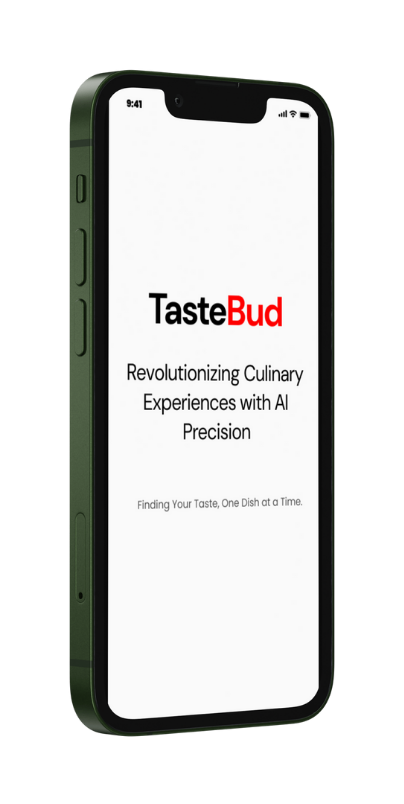 9:41
TasteBud
Revolutionizing Culinary
Experiences with AI
Precision
Finding Your Taste, One Dish at a Time.